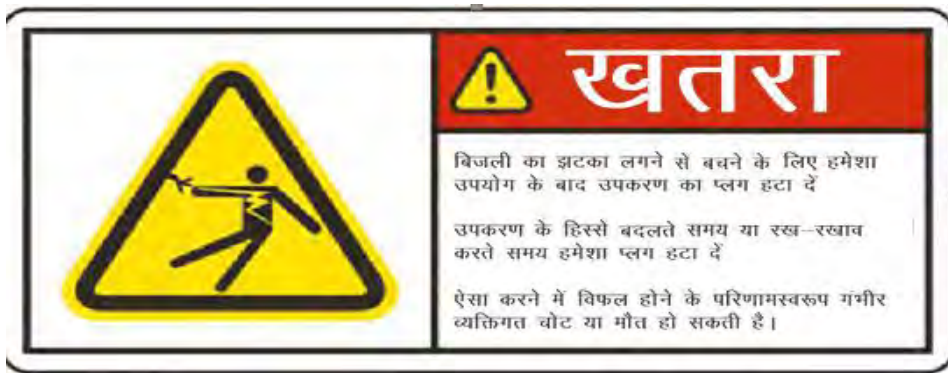 खतरा
बिजली का झटका लगने से बचने के लिए हमेशा
उपयोग के बाद उपकरण का प्लग हटा दें
उपकरण के हिस्से बदलते समय या रख-रखाव
करते समय हमेशा प्लग हटा दें
ऐसा करने में विफल होने के परिणामस्वरूप गंभीर
व्यक्तिगत चोट या मौत हो सकती है।